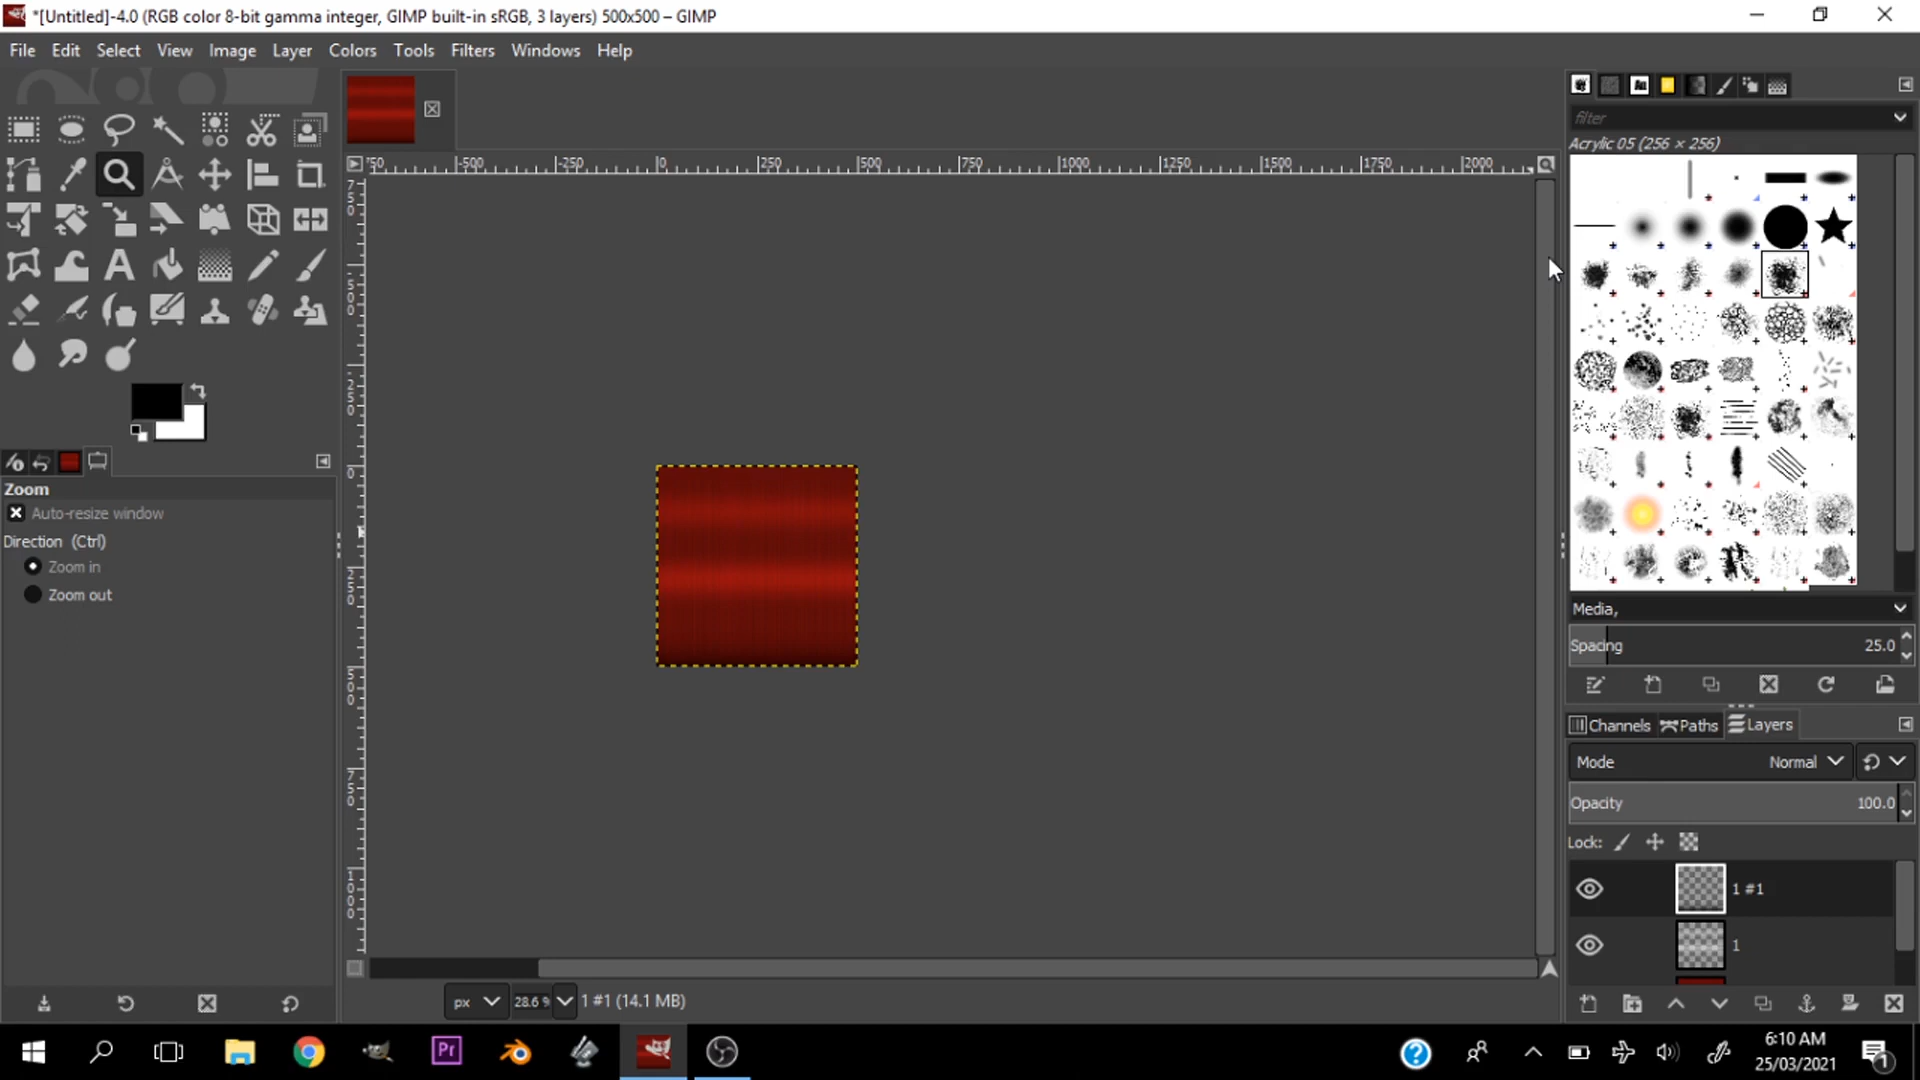 *[Untitled]-4.0 (RGB color 8-bit gamma integer, GIMP built-in sRGB, 3 layers) 500x500 – GIMP
File Edit Select View Image Layer Colors Tools Filters Windows Help
filter
Acrylic 05 (256 × 256)
-500 -250 0 250 500 750 1000 1250 1500 1750 2000
Zoom
Auto-resize window
Direction (Ctrl)
Zoom in
Zoom out
Media,
Spacing 25.0
Channels Paths Layers
Mode Normal
Opacity 100.0
Lock:
1 #1
1
px 28.6 % 1 #1 (14.1 MB)
Pr
6:10 AM
25/03/2021
1